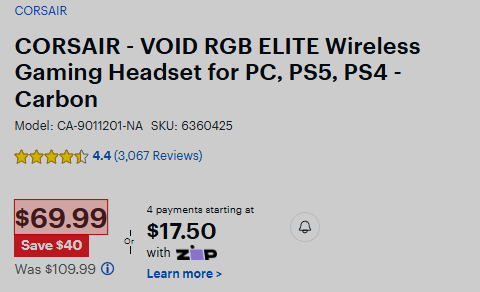 CORSAIR
CORSAIR - VOID RGB ELITE Wireless
Gaming Headset for PC, PS5, PS4 -
Carbon
Model: CA-9011201-NA SKU: 6360425
4.4 (3,067 Reviews)
$69.99
Save $40
Was $109.99
Or
4 payments starting at
$17.50
with Zip
Learn more >